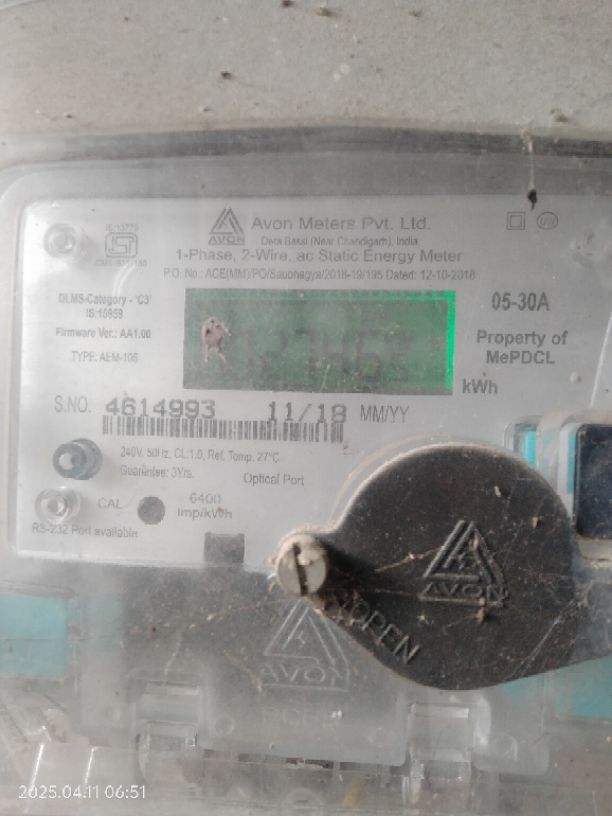 IS:13779
AVON
Avon Meters Pvt. Ltd.
Dera Bassi (Near Chandigarh), India
1-Phase, 2-Wire, ac Static Energy Meter
P.O. No.: ACE(MM)/PO/Saubhagya/2018-19/195 Dated: 12-10-2018
DLMS-Category - 'C3'
IS:15959
Firmware Ver.: AA1.00
TYPE: AEM-105
05-30A
Property of
MePDCL
kWh
S.NO. 4614993 11/18 MM/YY
240V, 50Hz, CL:1.0, Ref. Temp. 27°C
Guarantee: 3Yrs.
Optical Port
CAL
6400
imp/kWh
RS-232 Port available
AVON
OPEN
AVON
2025.04.11 06:51